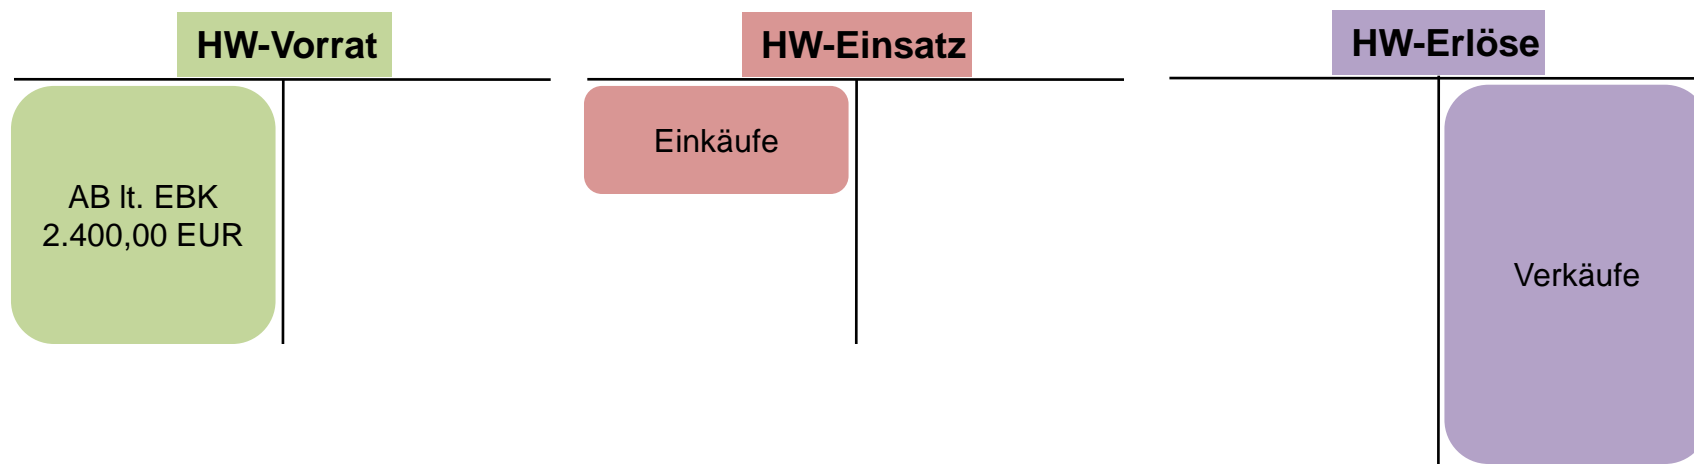 HW-Vorrat
HW-Einsatz
HW-Erlöse
AB lt. EBK
2.400,00 EUR
Einkäufe
Verkäufe